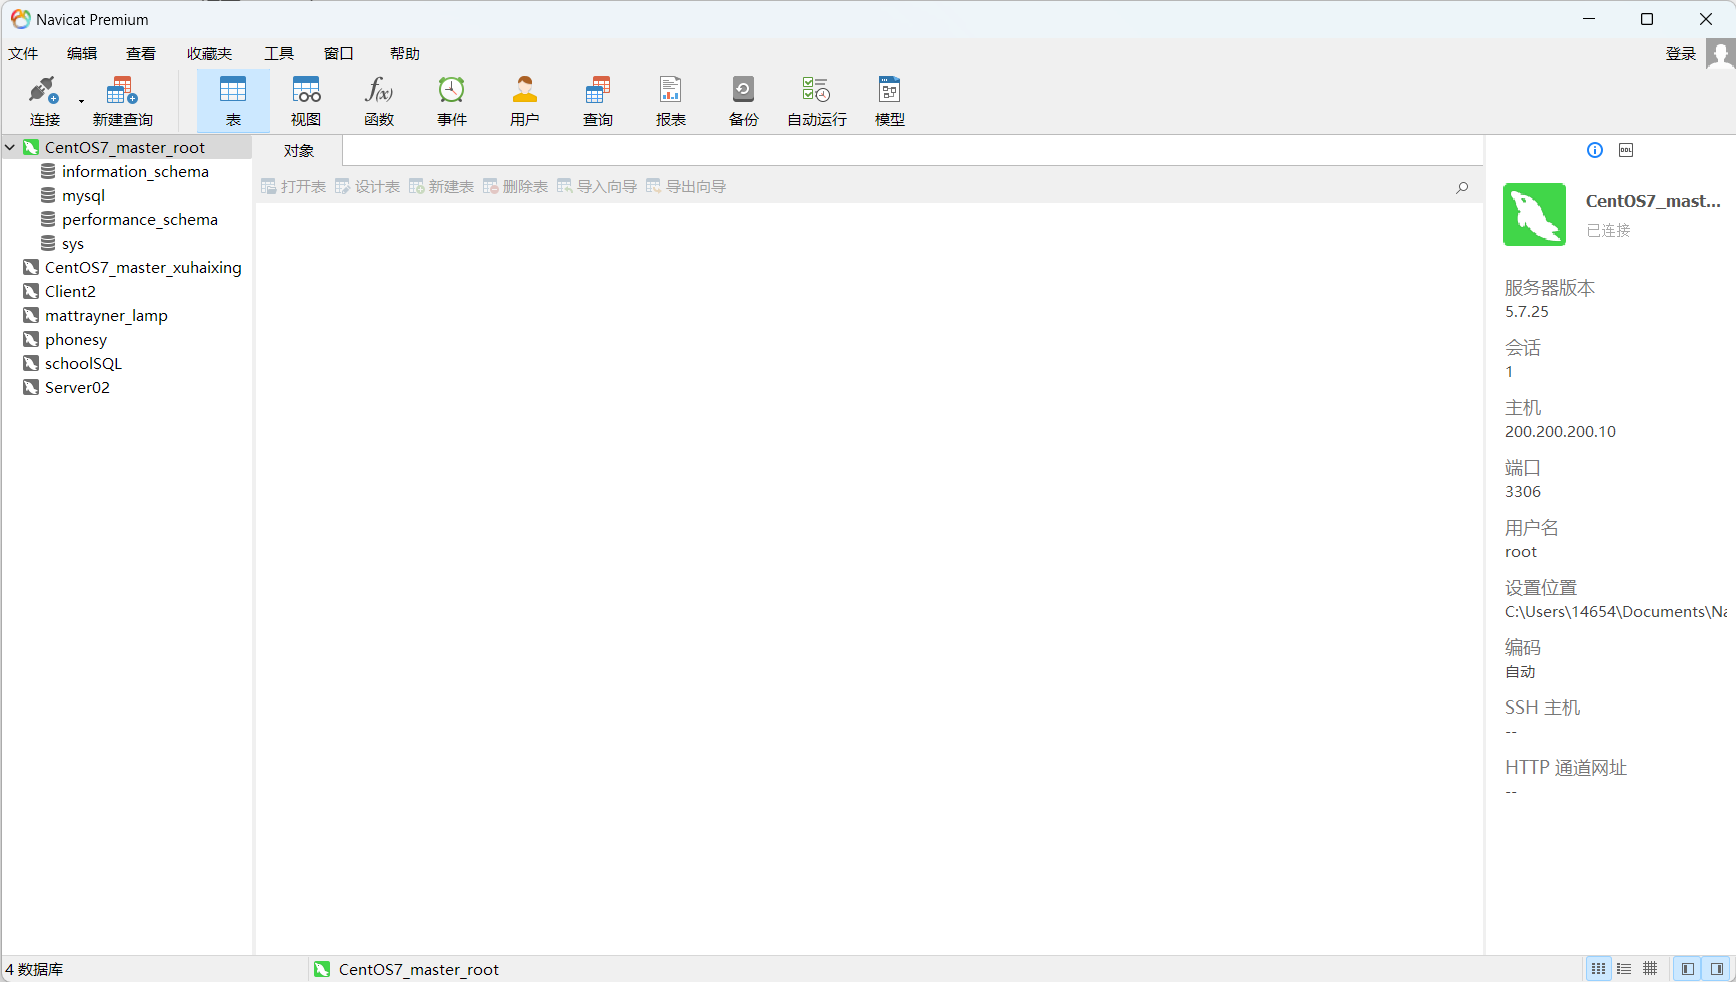 Navicat Premium
文件 编辑 查看 收藏夹 工具 窗口 帮助 登录
连接 新建查询 表 视图 f(x) 函数 事件 用户 查询 报表 备份 自动运行 模型
CentOS7_master_root
information_schema
mysql
performance_schema
sys
CentOS7_master_xuhaixing
Client2
mattrayner_lamp
phonesy
schoolSQL
Server02
对象
打开表 设计表 新建表 删除表 导入向导 导出向导
DDL
CentOS7_mast...
已连接
服务器版本
5.7.25
会话
1
主机
200.200.200.10
端口
3306
用户名
root
设置位置
C:\Users\14654\Documents\Na
编码
自动
SSH 主机
--
HTTP 通道网址
--
4 数据库 CentOS7_master_root